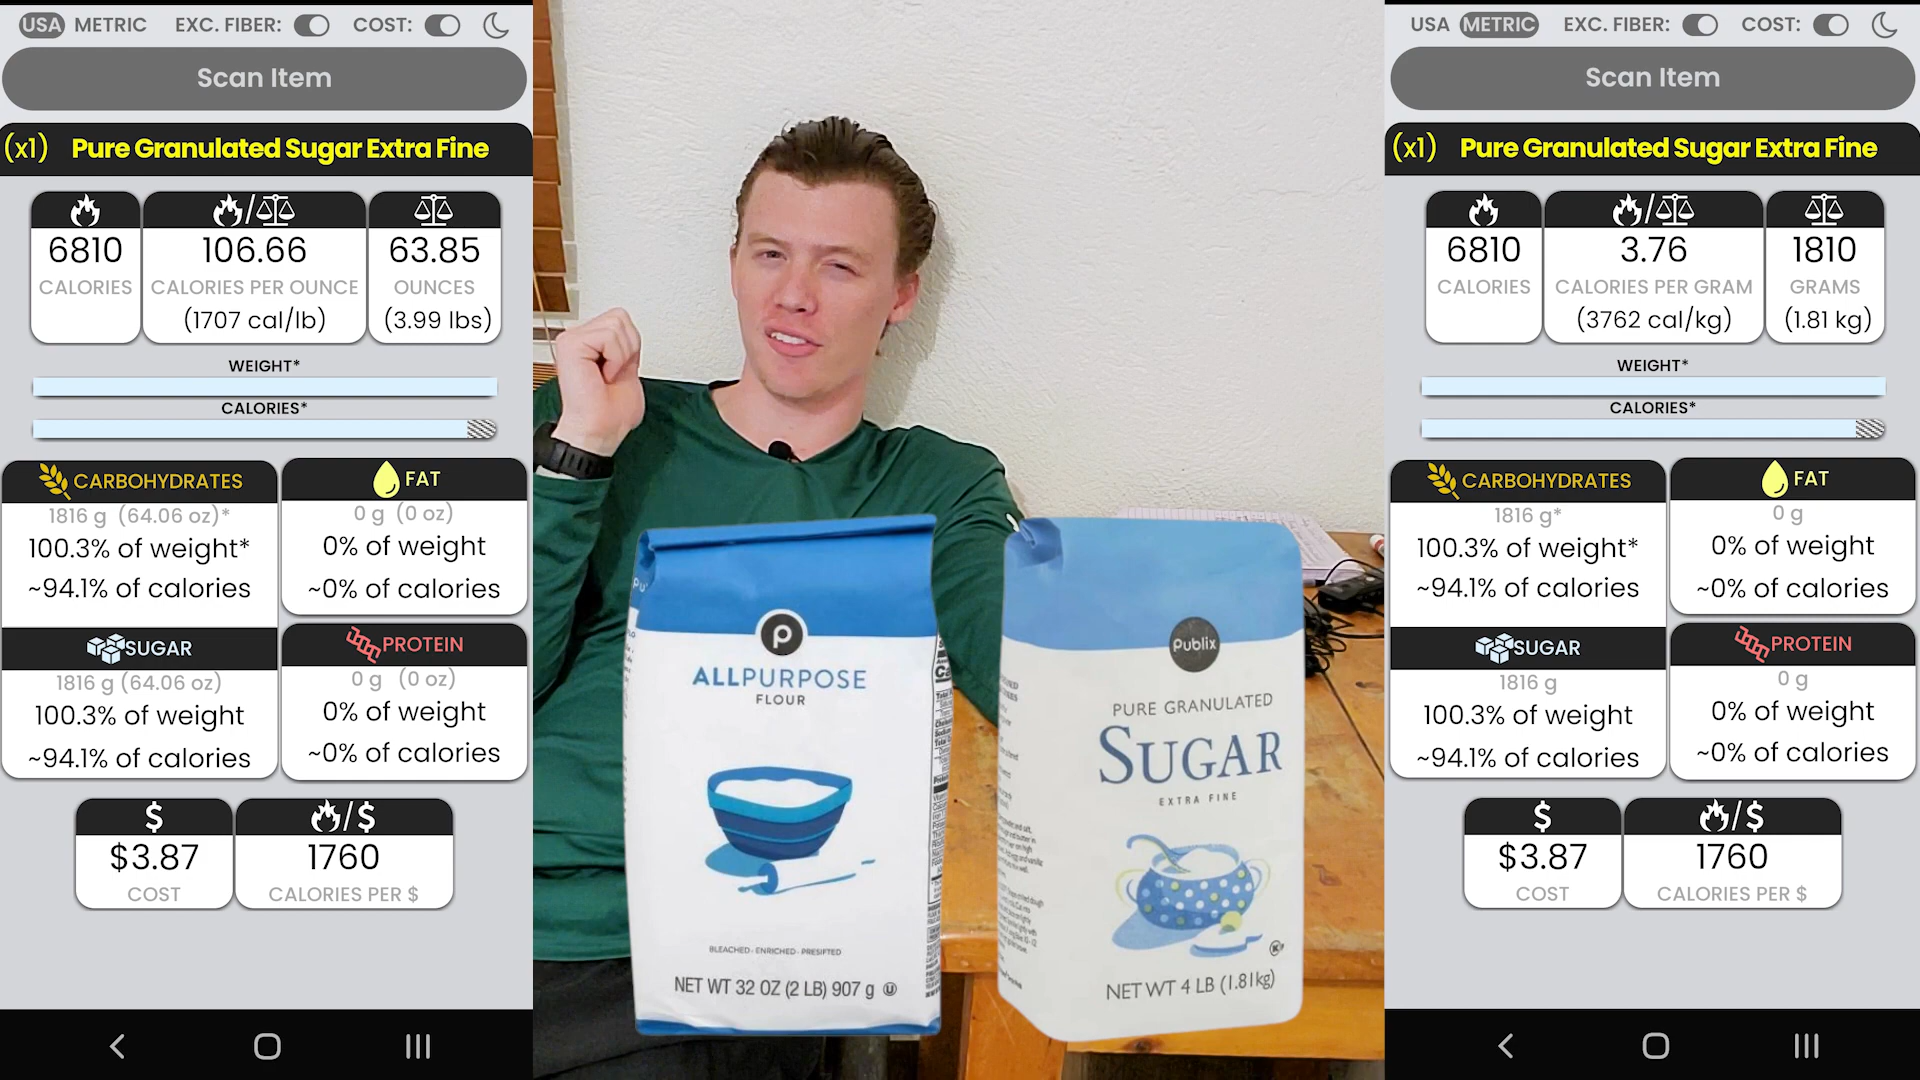 USA METRIC EXC. FIBER: COST:
Scan Item
(x1) Pure Granulated Sugar Extra Fine
6810
CALORIES
106.66
CALORIES PER OUNCE
(1707 cal/lb)
63.85
OUNCES
(3.99 lbs)
WEIGHT*
CALORIES*
CARBOHYDRATES
1816 g (64.06 oz)*
100.3% of weight*
~94.1% of calories
FAT
0 g (0 oz)
0% of weight
~0% of calories
SUGAR
1816 g (64.06 oz)
100.3% of weight
~94.1% of calories
PROTEIN
0 g (0 oz)
0% of weight
~0% of calories
$
$3.87
COST
/$
1760
CALORIES PER $
P
ALLPURPOSE
FLOUR
BLEACHED · ENRICHED · PRESIFTED
NET WT 32 OZ (2 LB) 907 g
Publix
PURE GRANULATED
SUGAR
EXTRA FINE
NET WT 4 LB (1.81kg)
USA METRIC EXC. FIBER: COST:
Scan Item
(x1) Pure Granulated Sugar Extra Fine
6810
CALORIES
3.76
CALORIES PER GRAM
(3762 cal/kg)
1810
GRAMS
(1.81 kg)
WEIGHT*
CALORIES*
CARBOHYDRATES
1816 g*
100.3% of weight*
~94.1% of calories
FAT
0 g
0% of weight
~0% of calories
SUGAR
1816 g
100.3% of weight
~94.1% of calories
PROTEIN
0 g
0% of weight
~0% of calories
$
$3.87
COST
/$
1760
CALORIES PER $